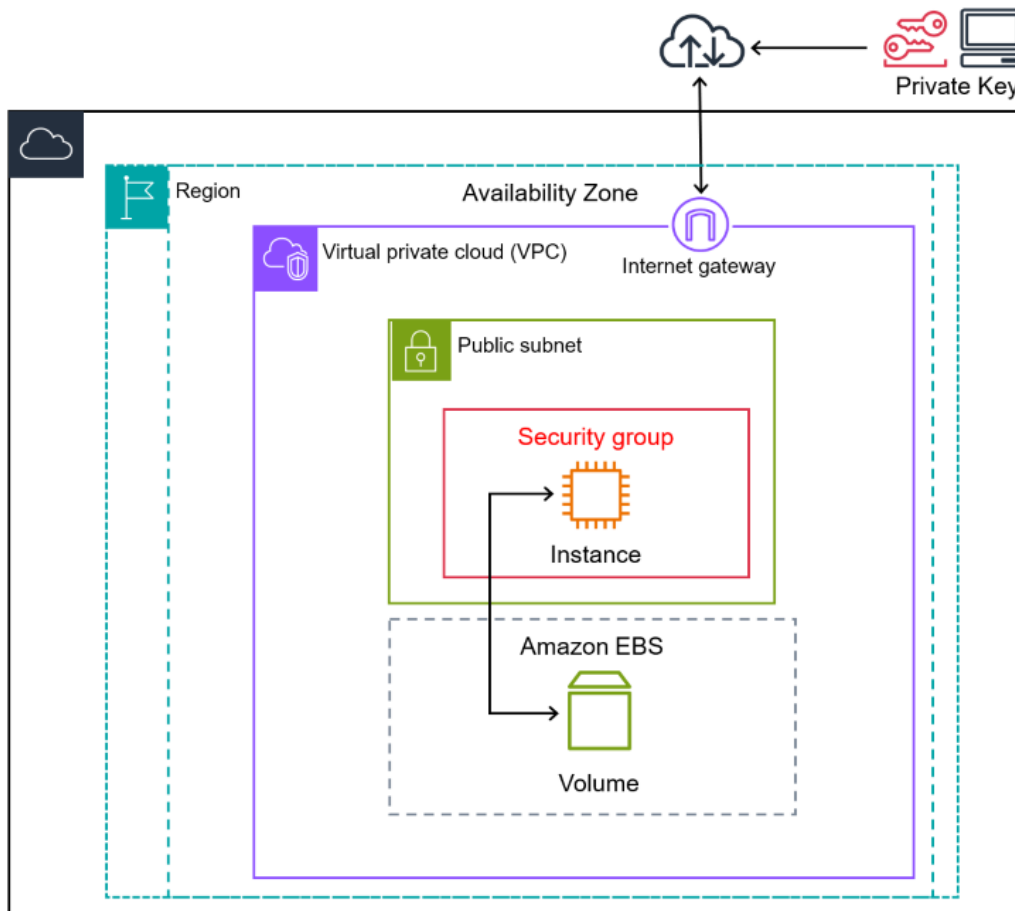 Private Key
Region
Availability Zone
Virtual private cloud (VPC)
Internet gateway
Public subnet
Security group
Instance
Amazon EBS
Volume